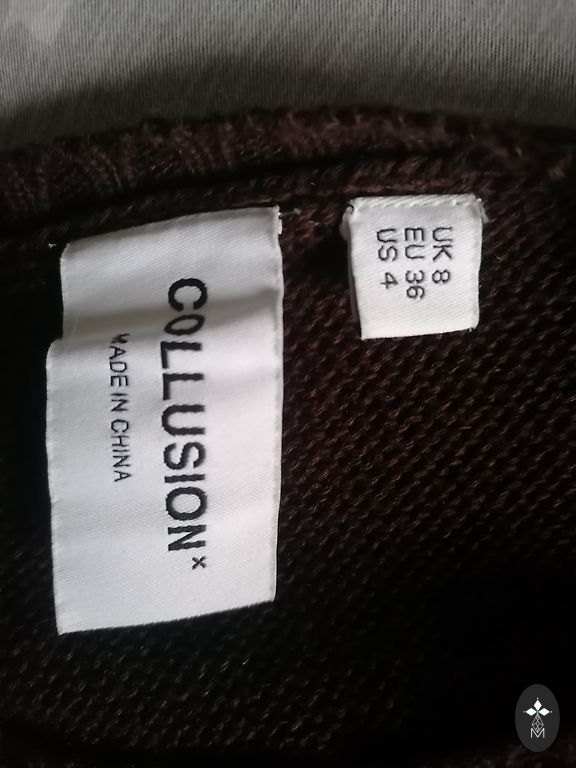 COLLUSION x
MADE IN CHINA
UK 8
EU 36
US 4
M